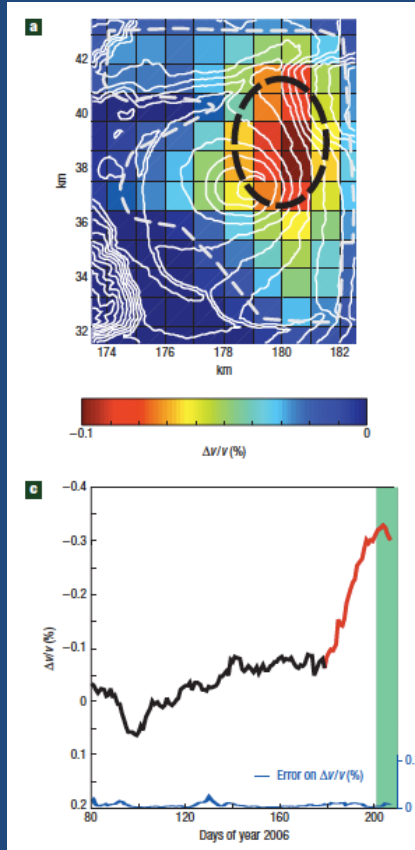 a
42
40
38
36
34
32
km
174 176 178 180 182
km
−0.1 0
Δv/v (%)
c
−0.4
−0.3
−0.2
−0.1
0
0.1
0.2
Δv/v (%)
0.
0
Error on Δv/v (%)
80 120 160 200
Days of year 2006